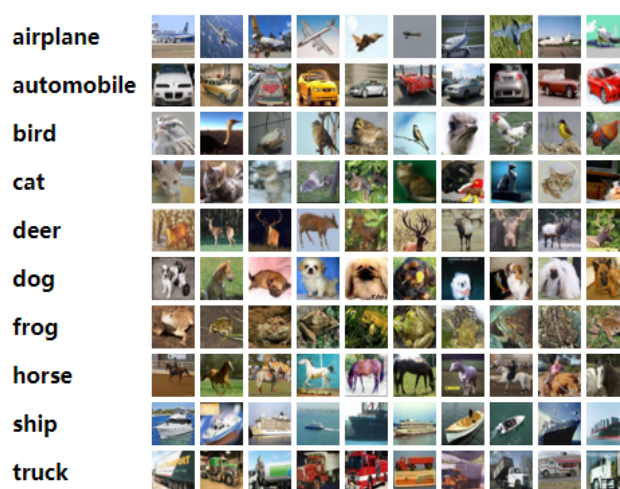 airplane
automobile
bird
cat
deer
dog
frog
horse
ship
truck